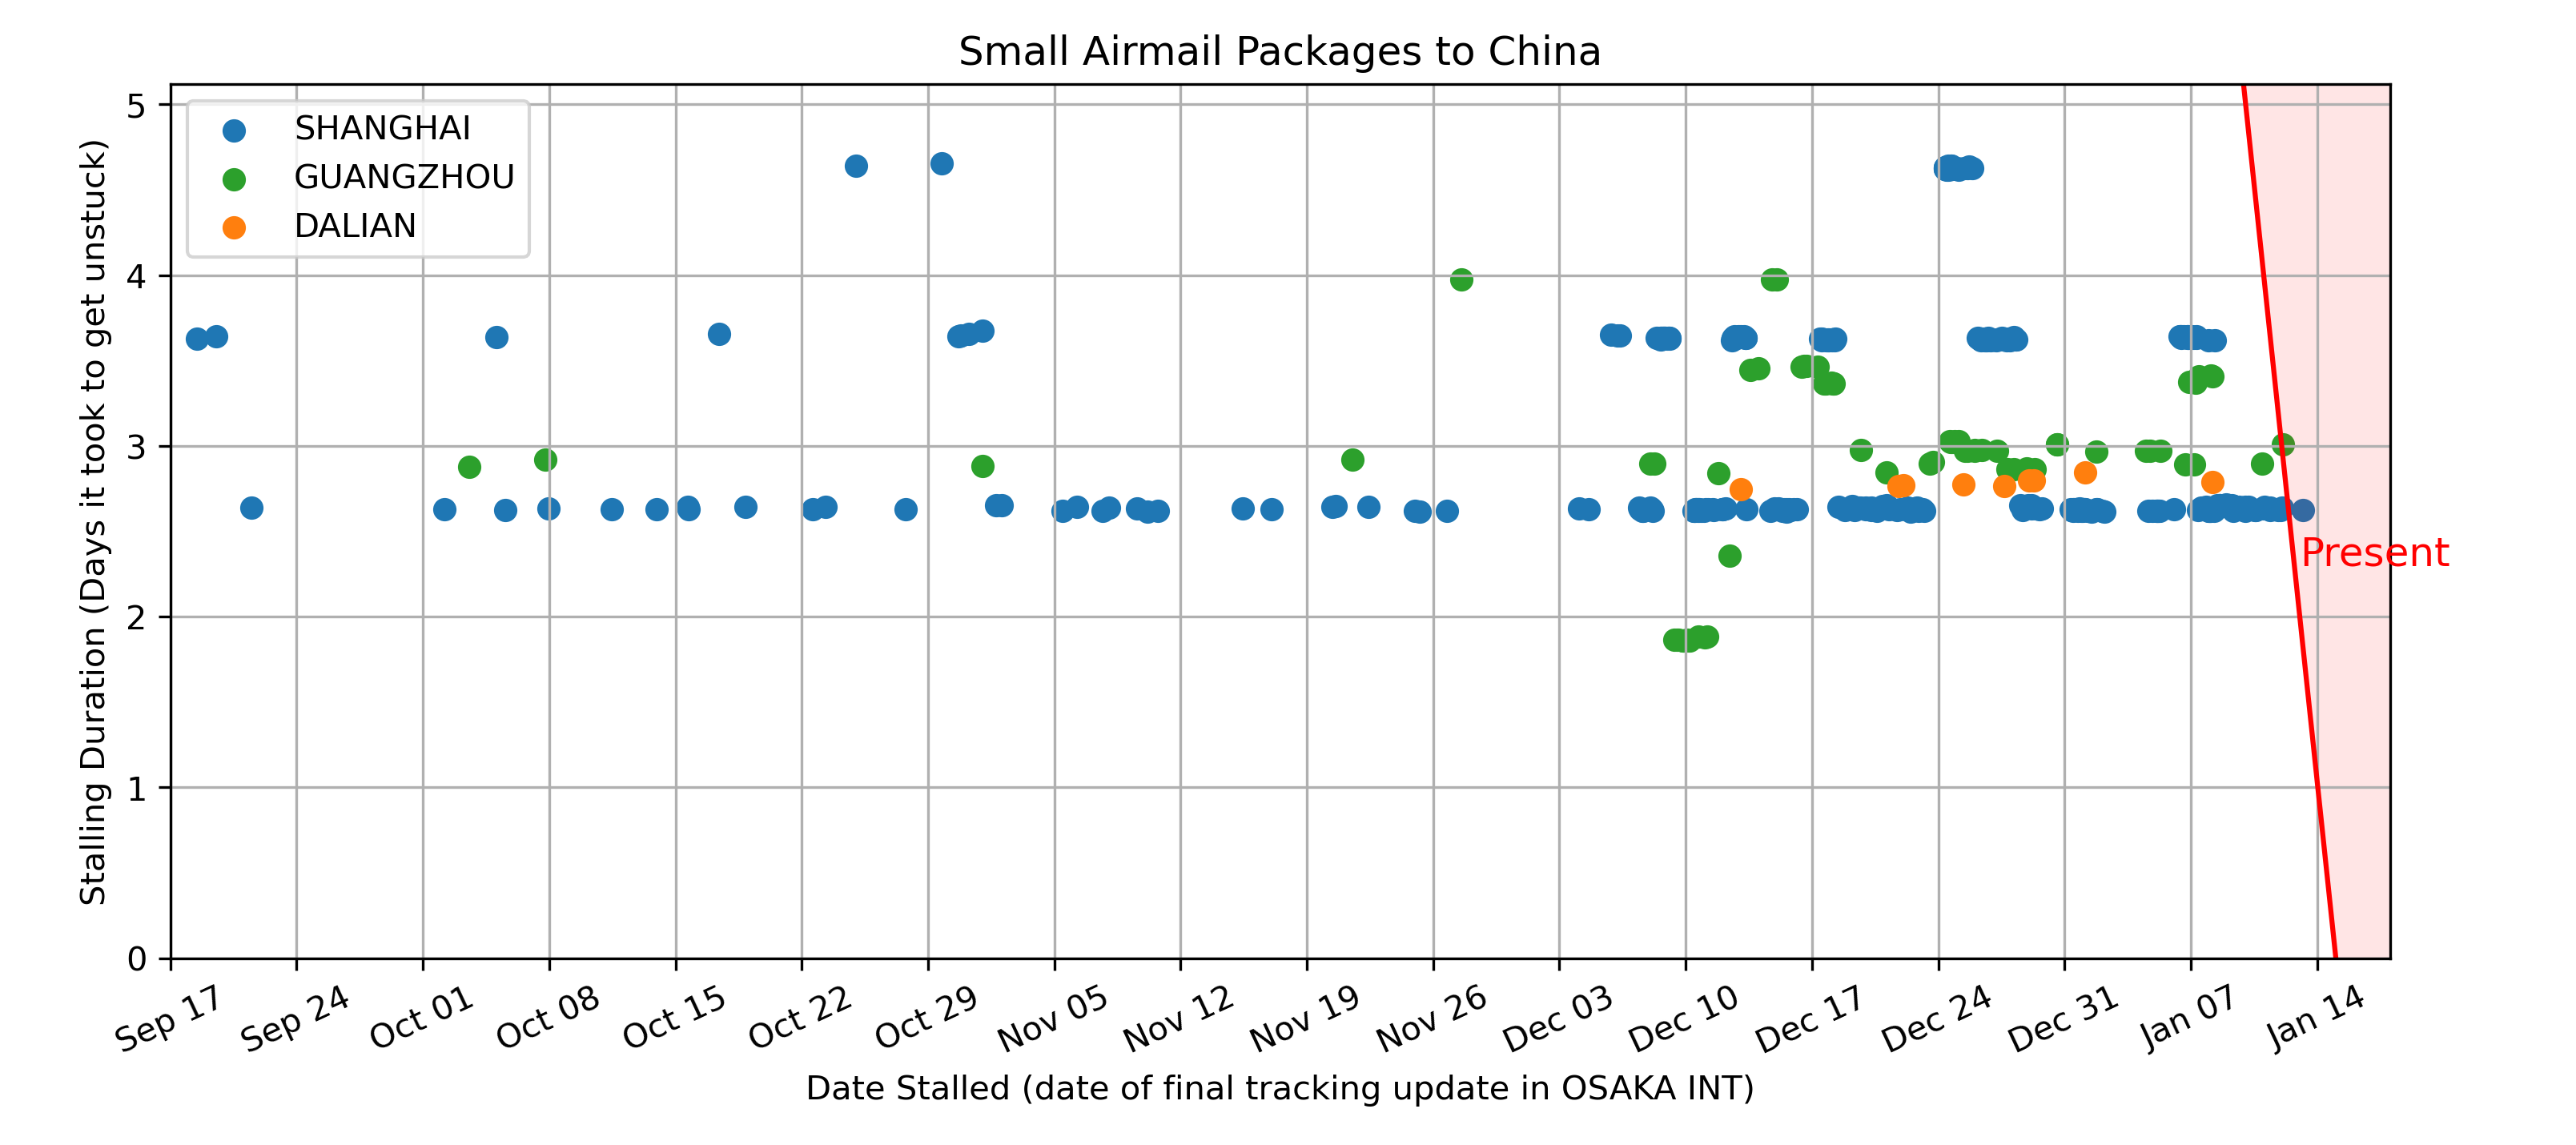 Small Airmail Packages to China
Stalling Duration (Days it took to get unstuck)
5
4
3
2
1
0
SHANGHAI
GUANGZHOU
DALIAN
Present
Sep 17
Sep 24
Oct 01
Oct 08
Oct 15
Oct 22
Oct 29
Nov 05
Nov 12
Nov 19
Nov 26
Dec 03
Dec 10
Dec 17
Dec 24
Dec 31
Jan 07
Jan 14
Date Stalled (date of final tracking update in OSAKA INT)